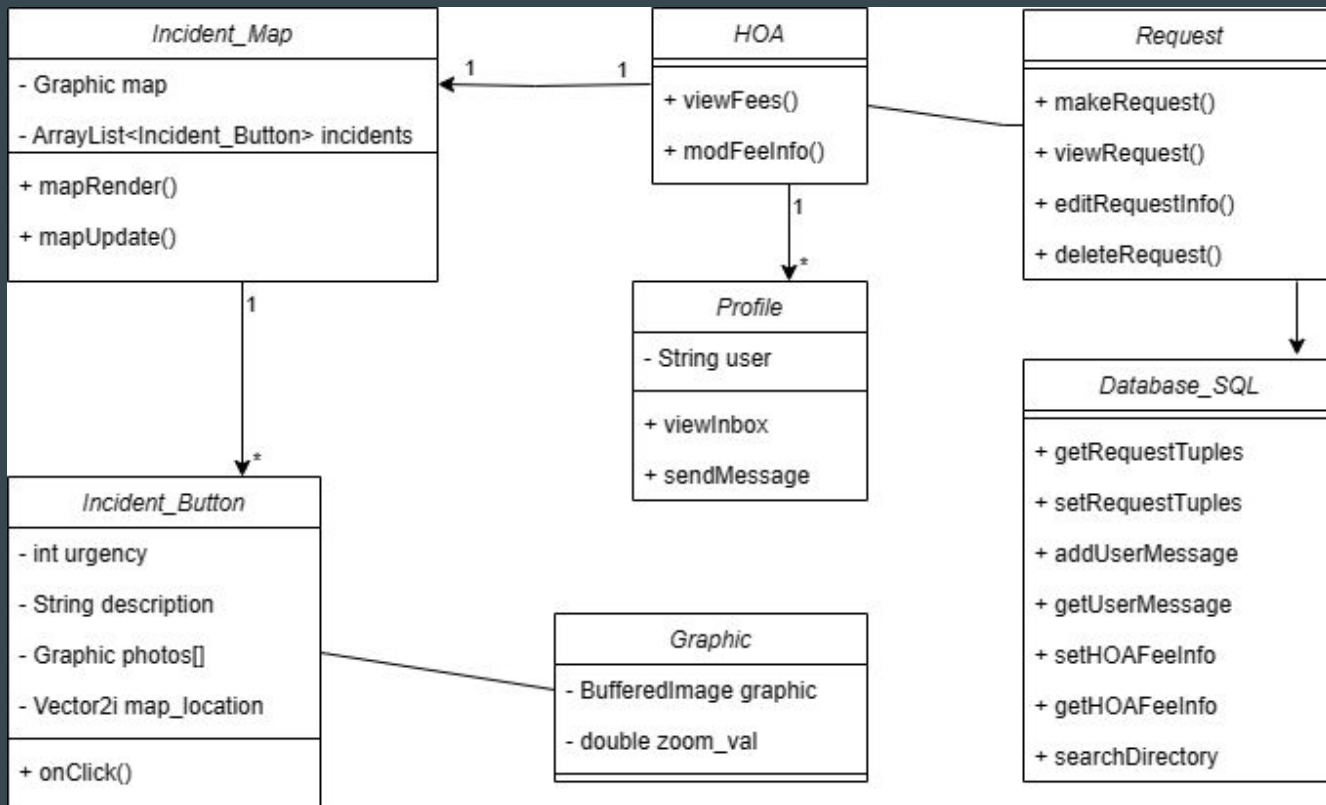 Incident_Map
- Graphic map
- ArrayList<Incident_Button> incidents
+ mapRender()
+ mapUpdate()
1
1
HOA
+ viewFees()
+ modFeeInfo()
Request
+ makeRequest()
+ viewRequest()
+ editRequestInfo()
+ deleteRequest()
1
*
Profile
- String user
+ viewInbox
+ sendMessage
1
*
Incident_Button
- int urgency
- String description
- Graphic photos[]
- Vector2i map_location
+ onClick()
Graphic
- BufferedImage graphic
- double zoom_val
Database_SQL
+ getRequestTuples
+ setRequestTuples
+ addUserMessage
+ getUserMessage
+ setHOAFeeInfo
+ getHOAFeeInfo
+ searchDirectory